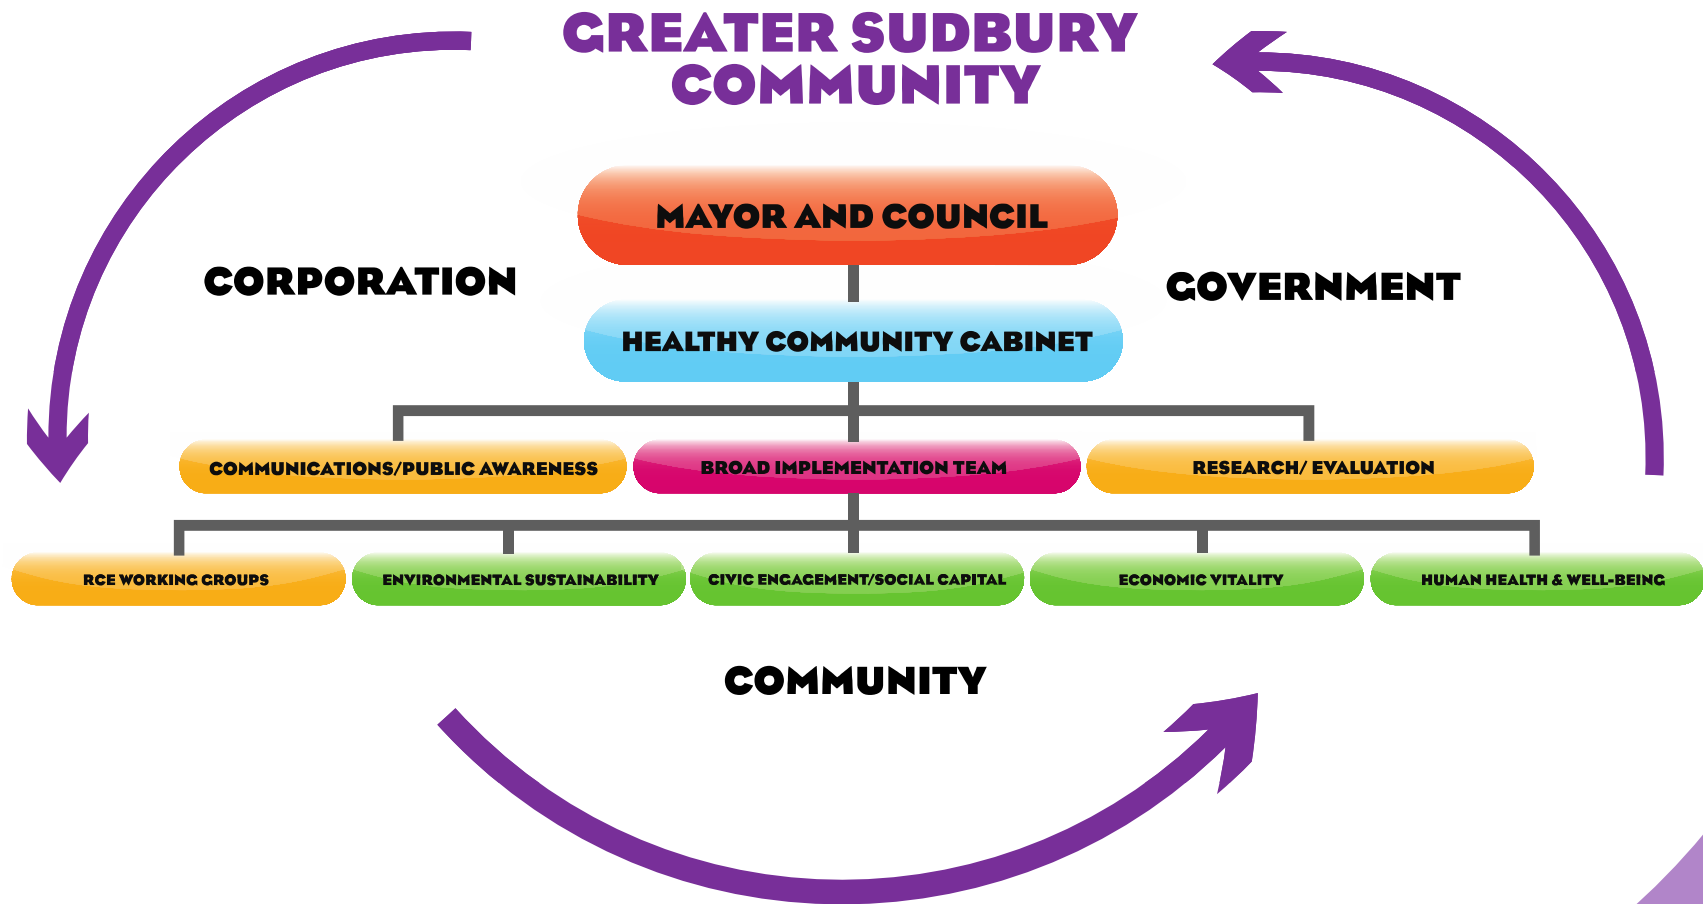 GREATER SUDBURY
COMMUNITY
MAYOR AND COUNCIL
CORPORATION
GOVERNMENT
HEALTHY COMMUNITY CABINET
COMMUNICATIONS/PUBLIC AWARENESS
BROAD IMPLEMENTATION TEAM
RESEARCH/ EVALUATION
RCE WORKING GROUPS
ENVIRONMENTAL SUSTAINABILITY
CIVIC ENGAGEMENT/SOCIAL CAPITAL
ECONOMIC VITALITY
HUMAN HEALTH & WELL-BEING
COMMUNITY